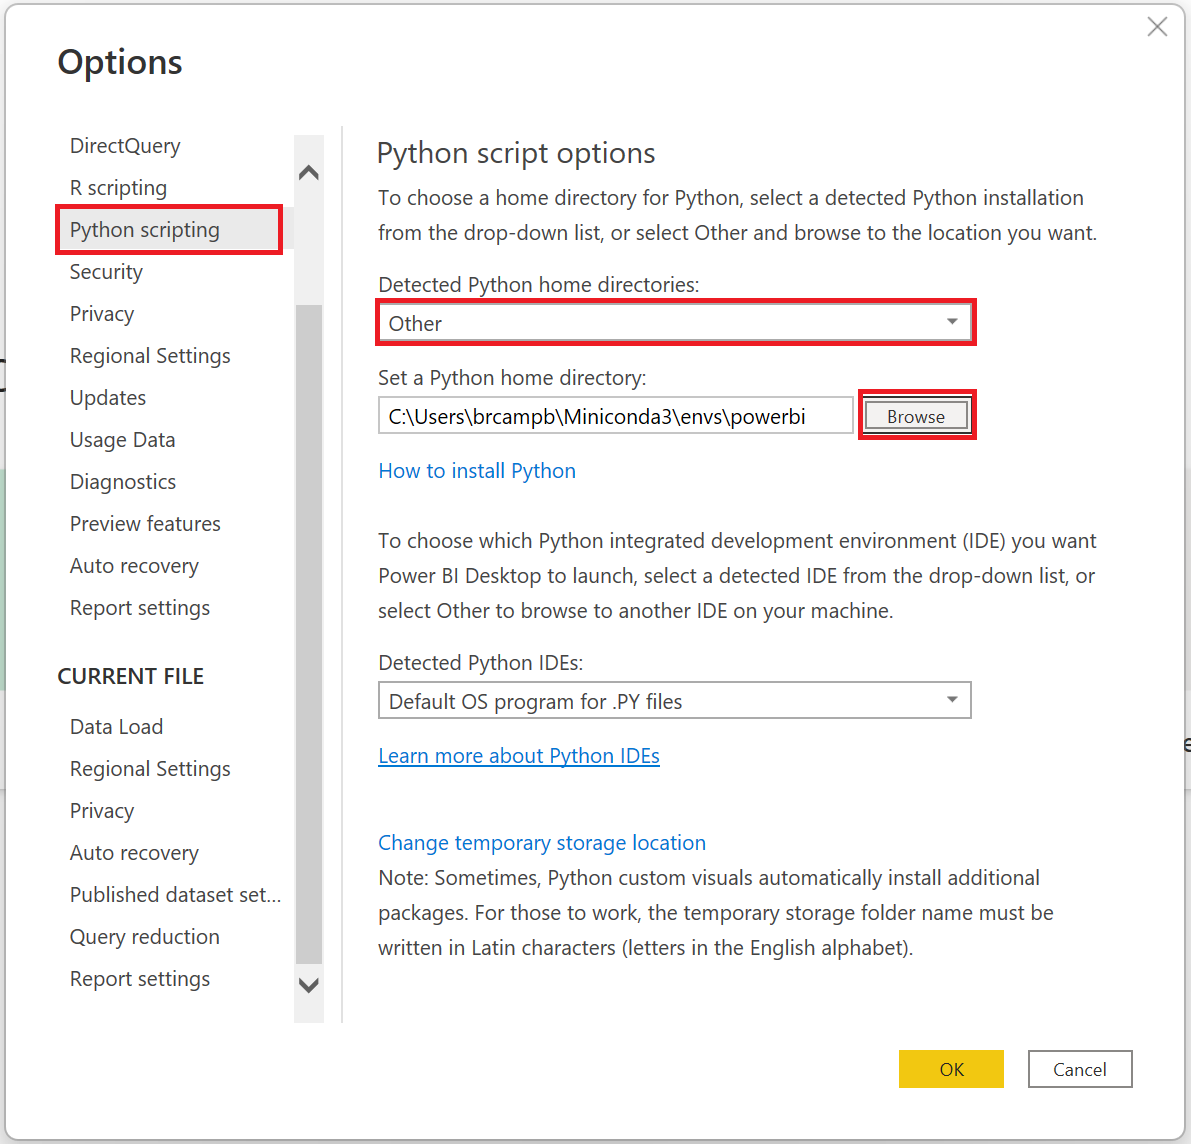 Options
DirectQuery
R scripting
Python scripting
Security
Privacy
Regional Settings
Updates
Usage Data
Diagnostics
Preview features
Auto recovery
Report settings
CURRENT FILE
Data Load
Regional Settings
Privacy
Auto recovery
Published dataset set...
Query reduction
Report settings
Python script options
To choose a home directory for Python, select a detected Python installation
from the drop-down list, or select Other and browse to the location you want.
Detected Python home directories:
Other
Set a Python home directory:
C:\Users\brcampb\Miniconda3\envs\powerbi
Browse
How to install Python
To choose which Python integrated development environment (IDE) you want
Power BI Desktop to launch, select a detected IDE from the drop-down list, or
select Other to browse to another IDE on your machine.
Detected Python IDEs:
Default OS program for .PY files
Learn more about Python IDEs
Change temporary storage location
Note: Sometimes, Python custom visuals automatically install additional
packages. For those to work, the temporary storage folder name must be
written in Latin characters (letters in the English alphabet).
OK
Cancel